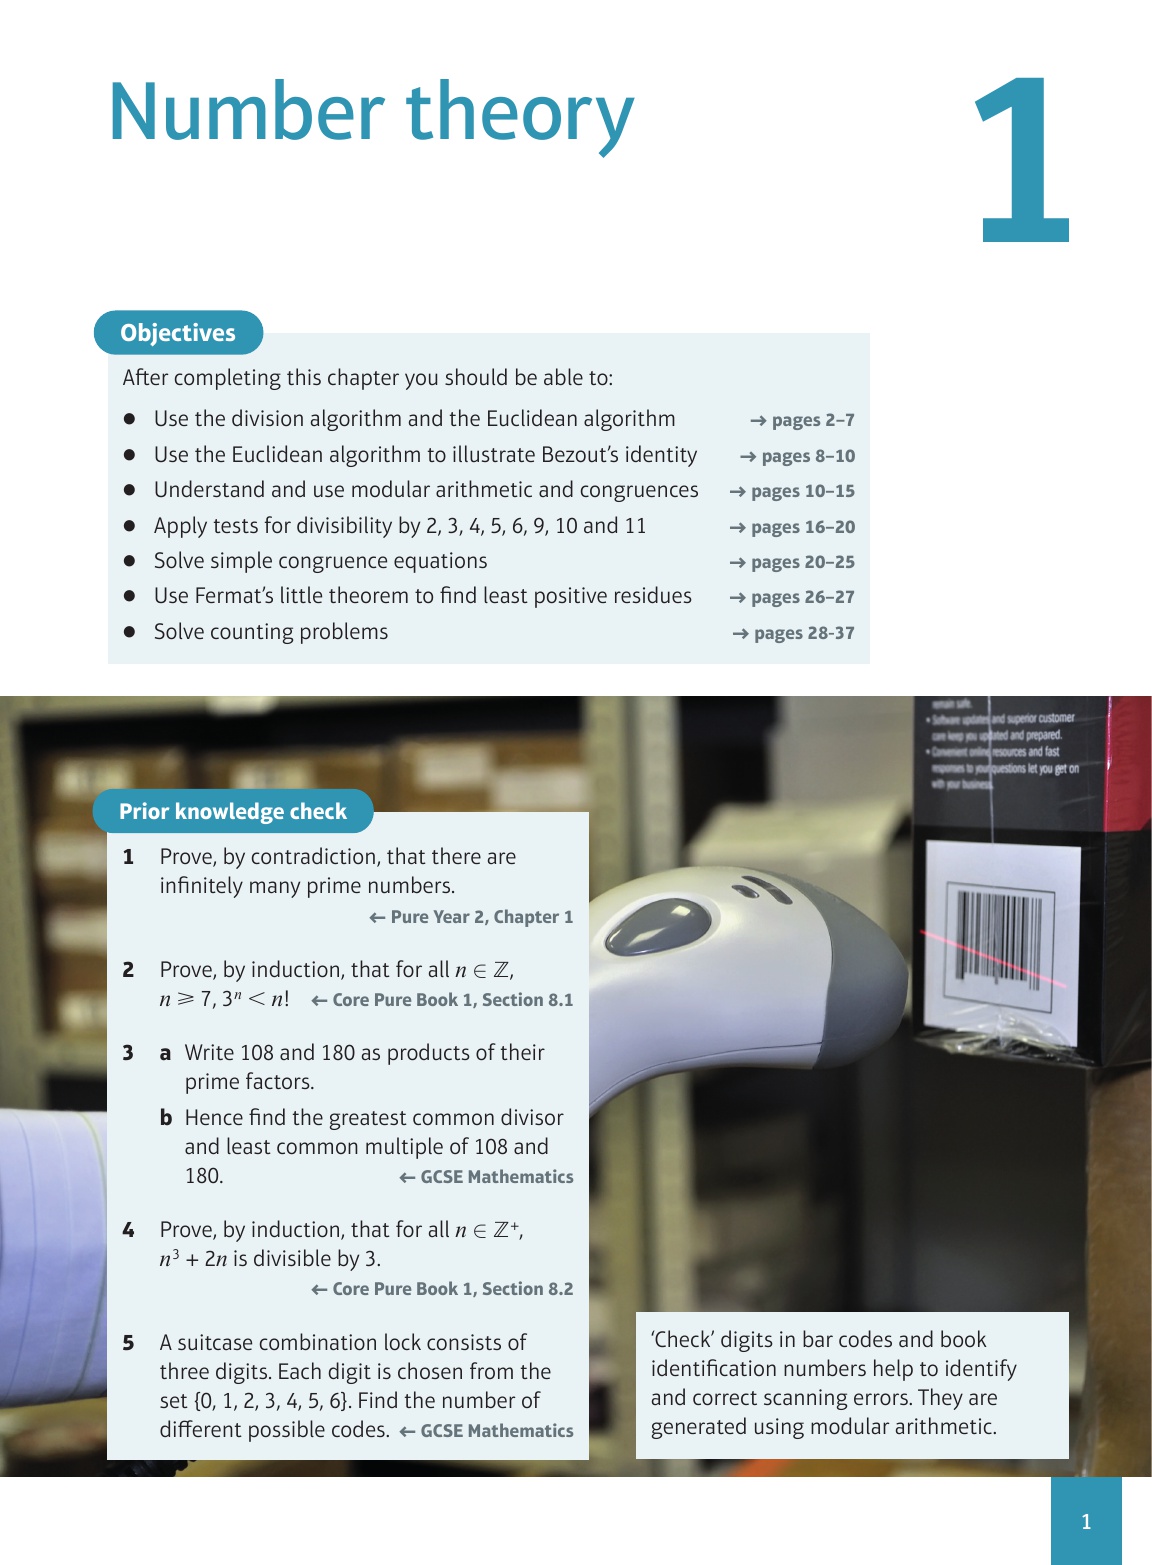 Number theory
1
Objectives
After completing this chapter you should be able to:
● Use the division algorithm and the Euclidean algorithm → pages 2–7
● Use the Euclidean algorithm to illustrate Bezout’s identity → pages 8–10
● Understand and use modular arithmetic and congruences → pages 10–15
● Apply tests for divisibility by 2, 3, 4, 5, 6, 9, 10 and 11 → pages 16–20
● Solve simple congruence equations → pages 20–25
● Use Fermat’s little theorem to find least positive residues → pages 26–27
● Solve counting problems → pages 28-37
remain safe.
• Software updates and superior customer
care keep you updated and prepared.
• Convenient online resources and fast
responses to your questions let you get on
with your business.
Prior knowledge check
1 Prove, by contradiction, that there are
infinitely many prime numbers.
← Pure Year 2, Chapter 1
2 Prove, by induction, that for all n ∈ ℤ,
n ⩾ 7, 3ⁿ < n! ← Core Pure Book 1, Section 8.1
3 a Write 108 and 180 as products of their
prime factors.
b Hence find the greatest common divisor
and least common multiple of 108 and
180. ← GCSE Mathematics
4 Prove, by induction, that for all n ∈ ℤ⁺,
n³ + 2n is divisible by 3.
← Core Pure Book 1, Section 8.2
5 A suitcase combination lock consists of
three digits. Each digit is chosen from the
set {0, 1, 2, 3, 4, 5, 6}. Find the number of
different possible codes. ← GCSE Mathematics
‘Check’ digits in bar codes and book
identification numbers help to identify
and correct scanning errors. They are
generated using modular arithmetic.
1